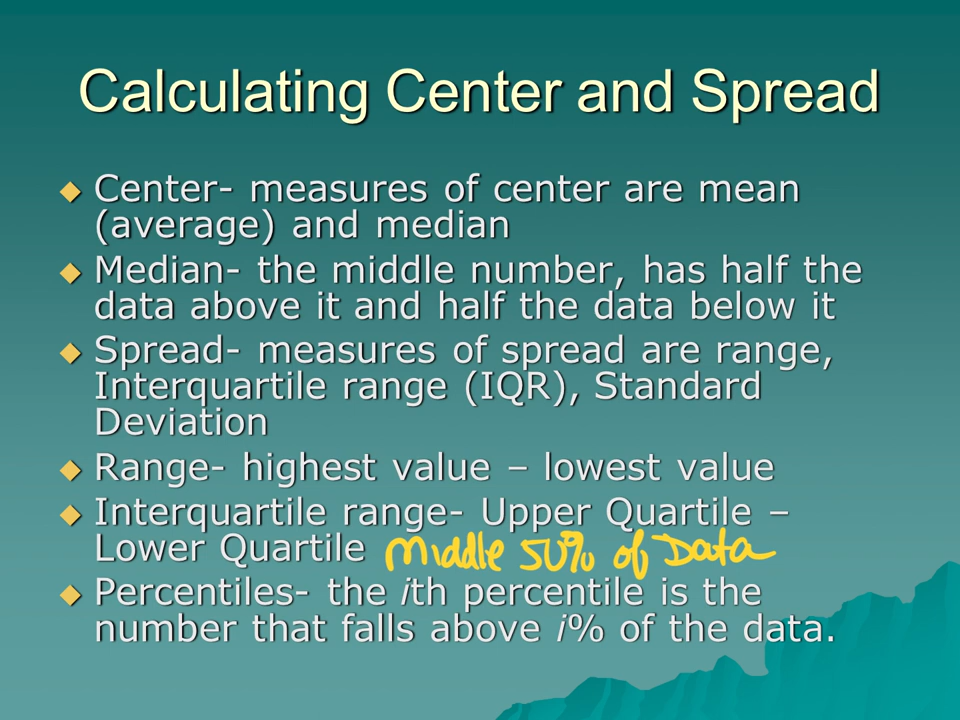 Calculating Center and Spread
Center- measures of center are mean
(average) and median
Median- the middle number, has half the
data above it and half the data below it
Spread- measures of spread are range,
Interquartile range (IQR), Standard
Deviation
Range- highest value – lowest value
Interquartile range- Upper Quartile –
Lower Quartile Middle 50% of Data
Percentiles- the ith percentile is the
number that falls above i% of the data.